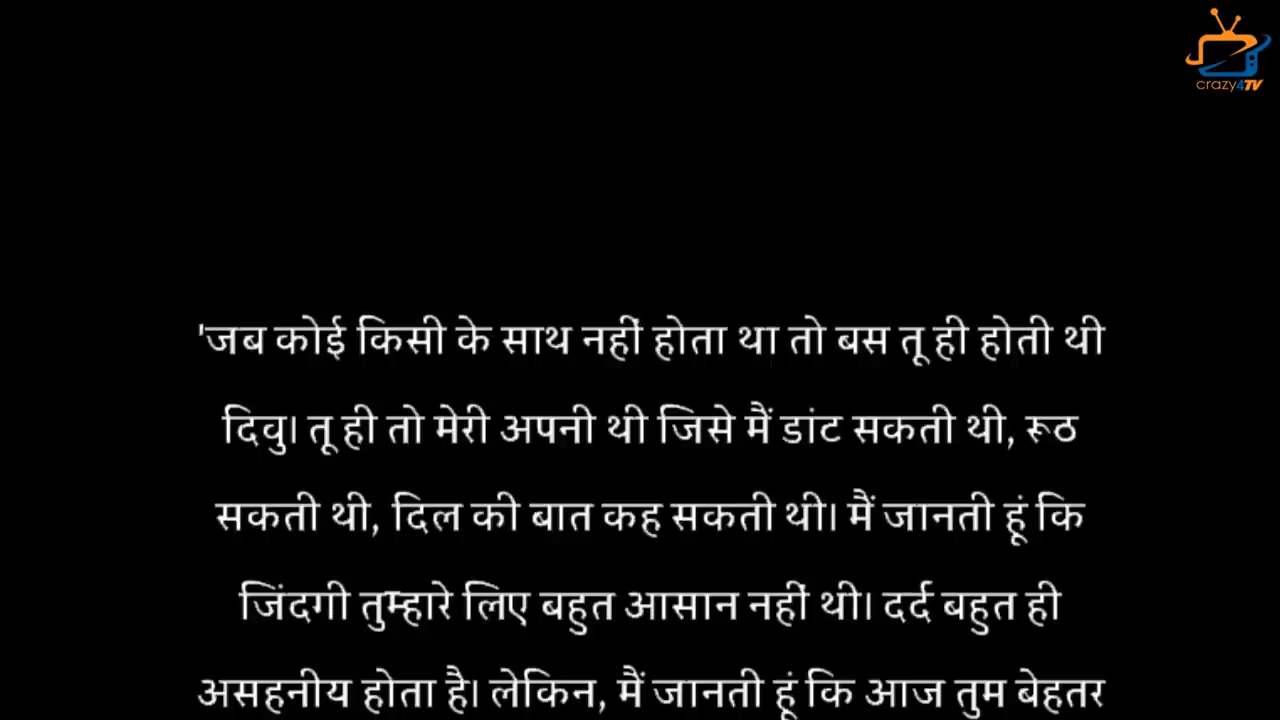 crazy4TV
'जब कोई किसी के साथ नहीं होता था तो बस तू ही होती थी
दिवु। तू ही तो मेरी अपनी थी जिसे मैं डांट सकती थी, रूठ
सकती थी, दिल की बात कह सकती थी। मैं जानती हूं कि
जिंदगी तुम्हारे लिए बहुत आसान नहीं थी। दर्द बहुत ही
असहनीय होता है। लेकिन, मैं जानती हूं कि आज तुम बेहतर